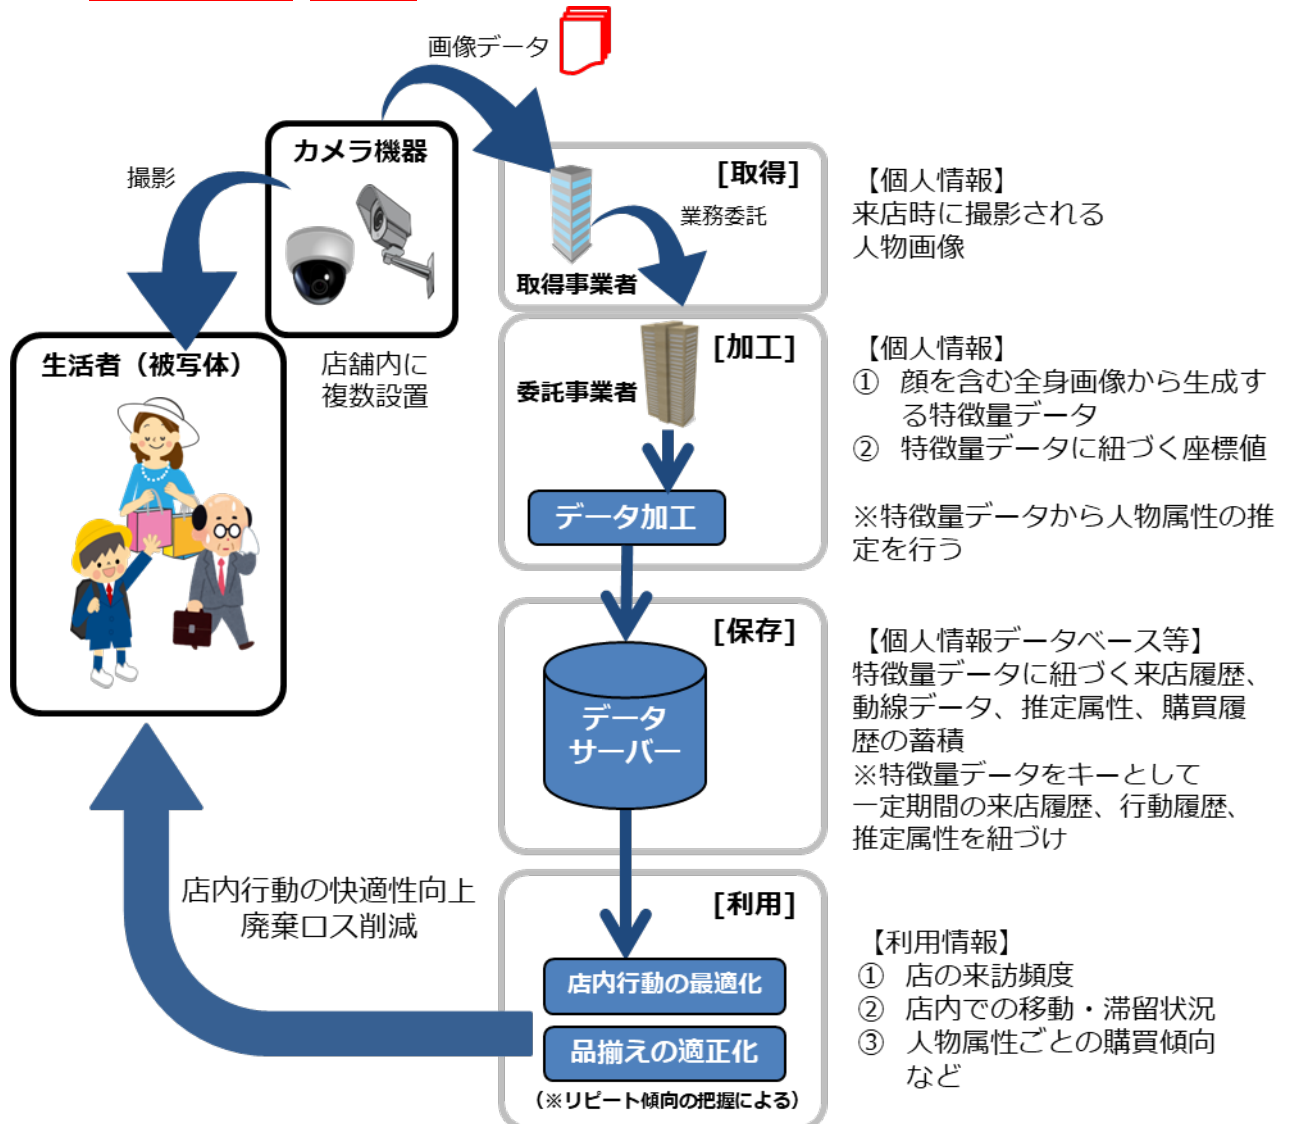 画像データ
カメラ機器
撮影
[取得]
業務委託
取得事業者
【個人情報】
来店時に撮影される
人物画像
店舗内に
複数設置
生活者（被写体）
[加工]
委託事業者
データ加工
【個人情報】
① 顔を含む全身画像から生成す
る特徴量データ
② 特徴量データに紐づく座標値
※特徴量データから人物属性の推
定を行う
[保存]
データ
サーバー
【個人情報データベース等】
特徴量データに紐づく来店履歴、
動線データ、推定属性、購買履
歴の蓄積
※特徴量データをキーとして
一定期間の来店履歴、行動履歴、
推定属性を紐づけ
店内行動の快適性向上
廃棄ロス削減
[利用]
店内行動の最適化
品揃えの適正化
（※リピート傾向の把握による）
【利用情報】
① 店の来訪頻度
② 店内での移動・滞留状況
③ 人物属性ごとの購買傾向
など